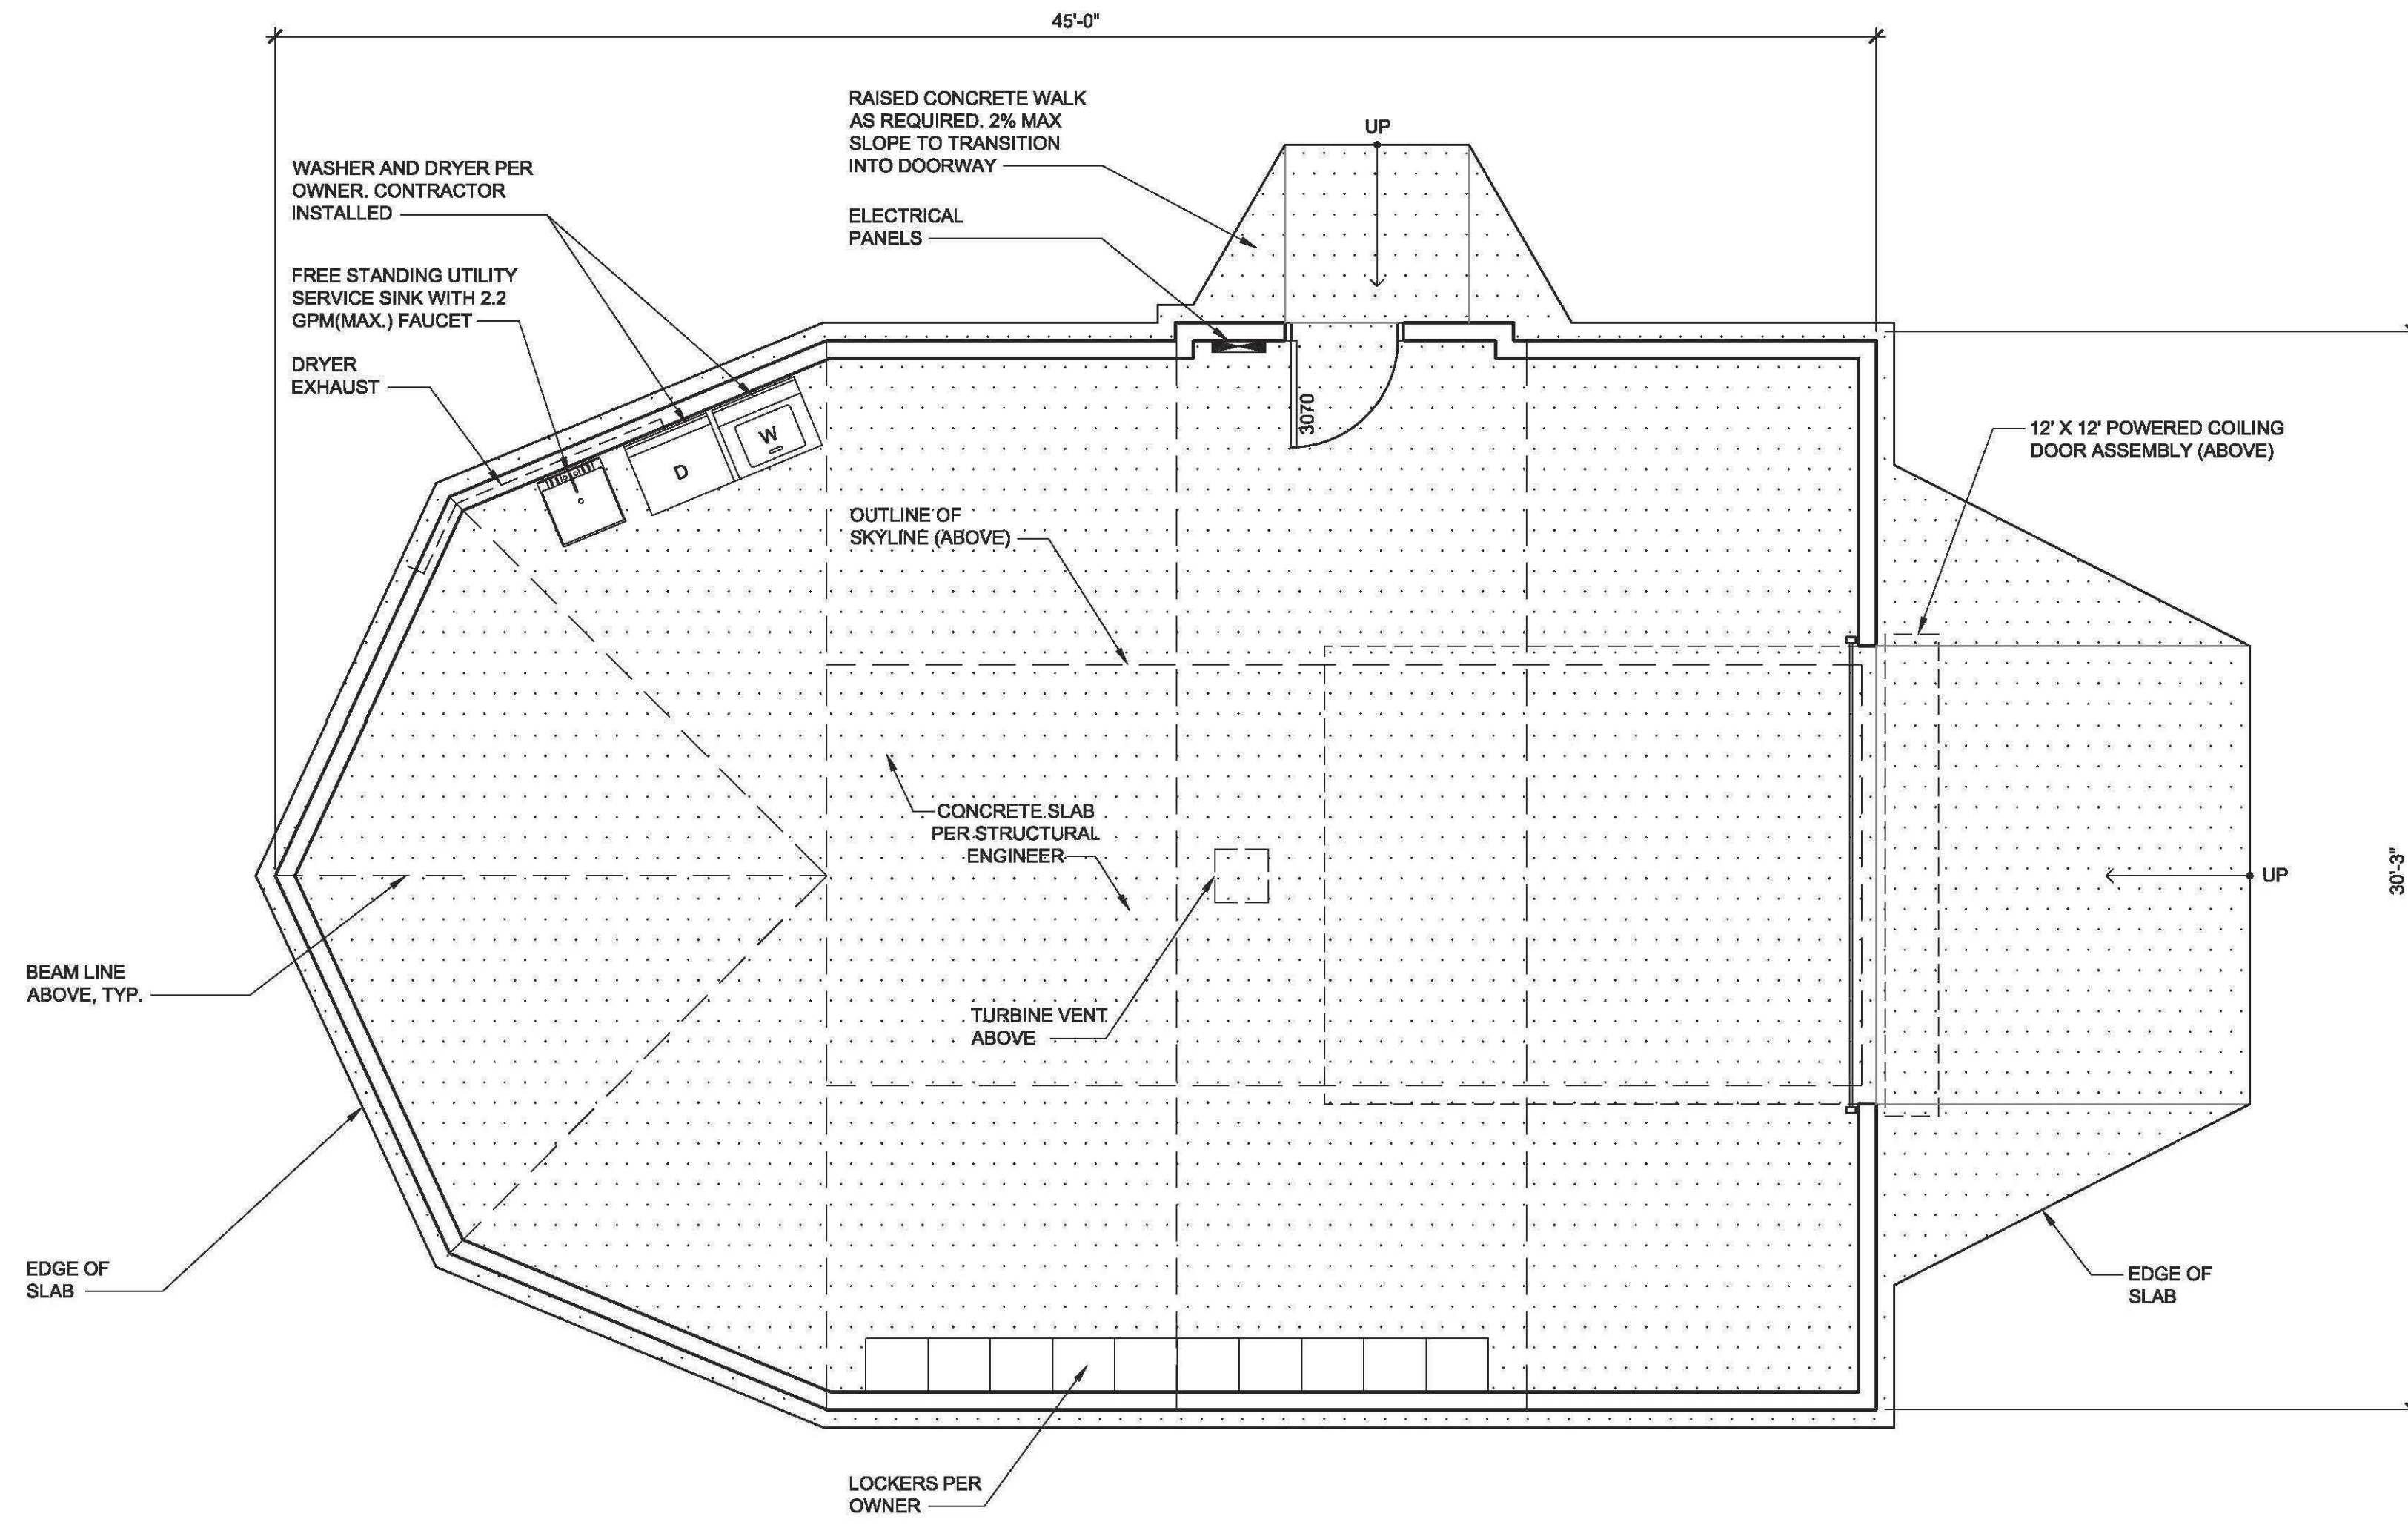 45'-0"
RAISED CONCRETE WALK
AS REQUIRED. 2% MAX
SLOPE TO TRANSITION
INTO DOORWAY
UP
WASHER AND DRYER PER
OWNER. CONTRACTOR
INSTALLED
ELECTRICAL
PANELS
FREE STANDING UTILITY
SERVICE SINK WITH 2.2
GPM(MAX.) FAUCET
DRYER
EXHAUST
W
D
3070
12' X 12' POWERED COILING
DOOR ASSEMBLY (ABOVE)
OUTLINE OF
SKYLINE (ABOVE)
CONCRETE SLAB
PER STRUCTURAL
ENGINEER
30'-3"
UP
BEAM LINE
ABOVE, TYP.
TURBINE VENT
ABOVE
EDGE OF
SLAB
EDGE OF
SLAB
LOCKERS PER
OWNER